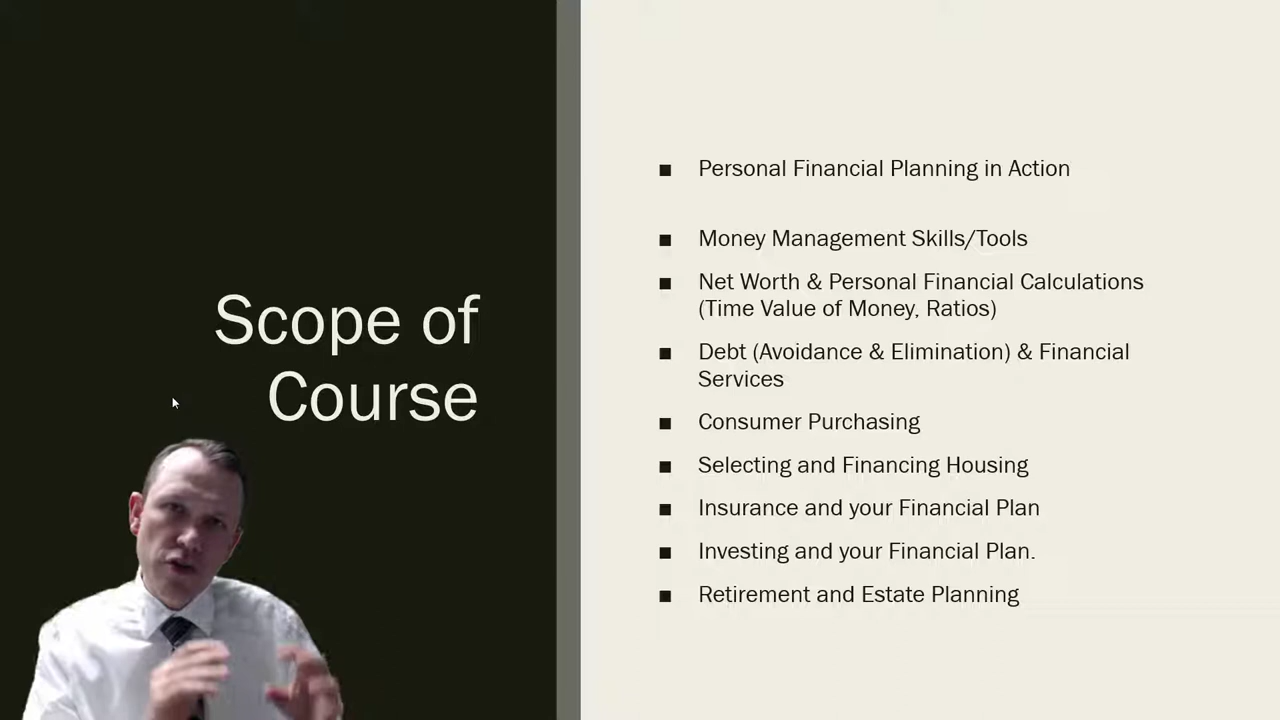 Scope of
Course
■ Personal Financial Planning in Action
■ Money Management Skills/Tools
■ Net Worth & Personal Financial Calculations
(Time Value of Money, Ratios)
■ Debt (Avoidance & Elimination) & Financial
Services
■ Consumer Purchasing
■ Selecting and Financing Housing
■ Insurance and your Financial Plan
■ Investing and your Financial Plan.
■ Retirement and Estate Planning